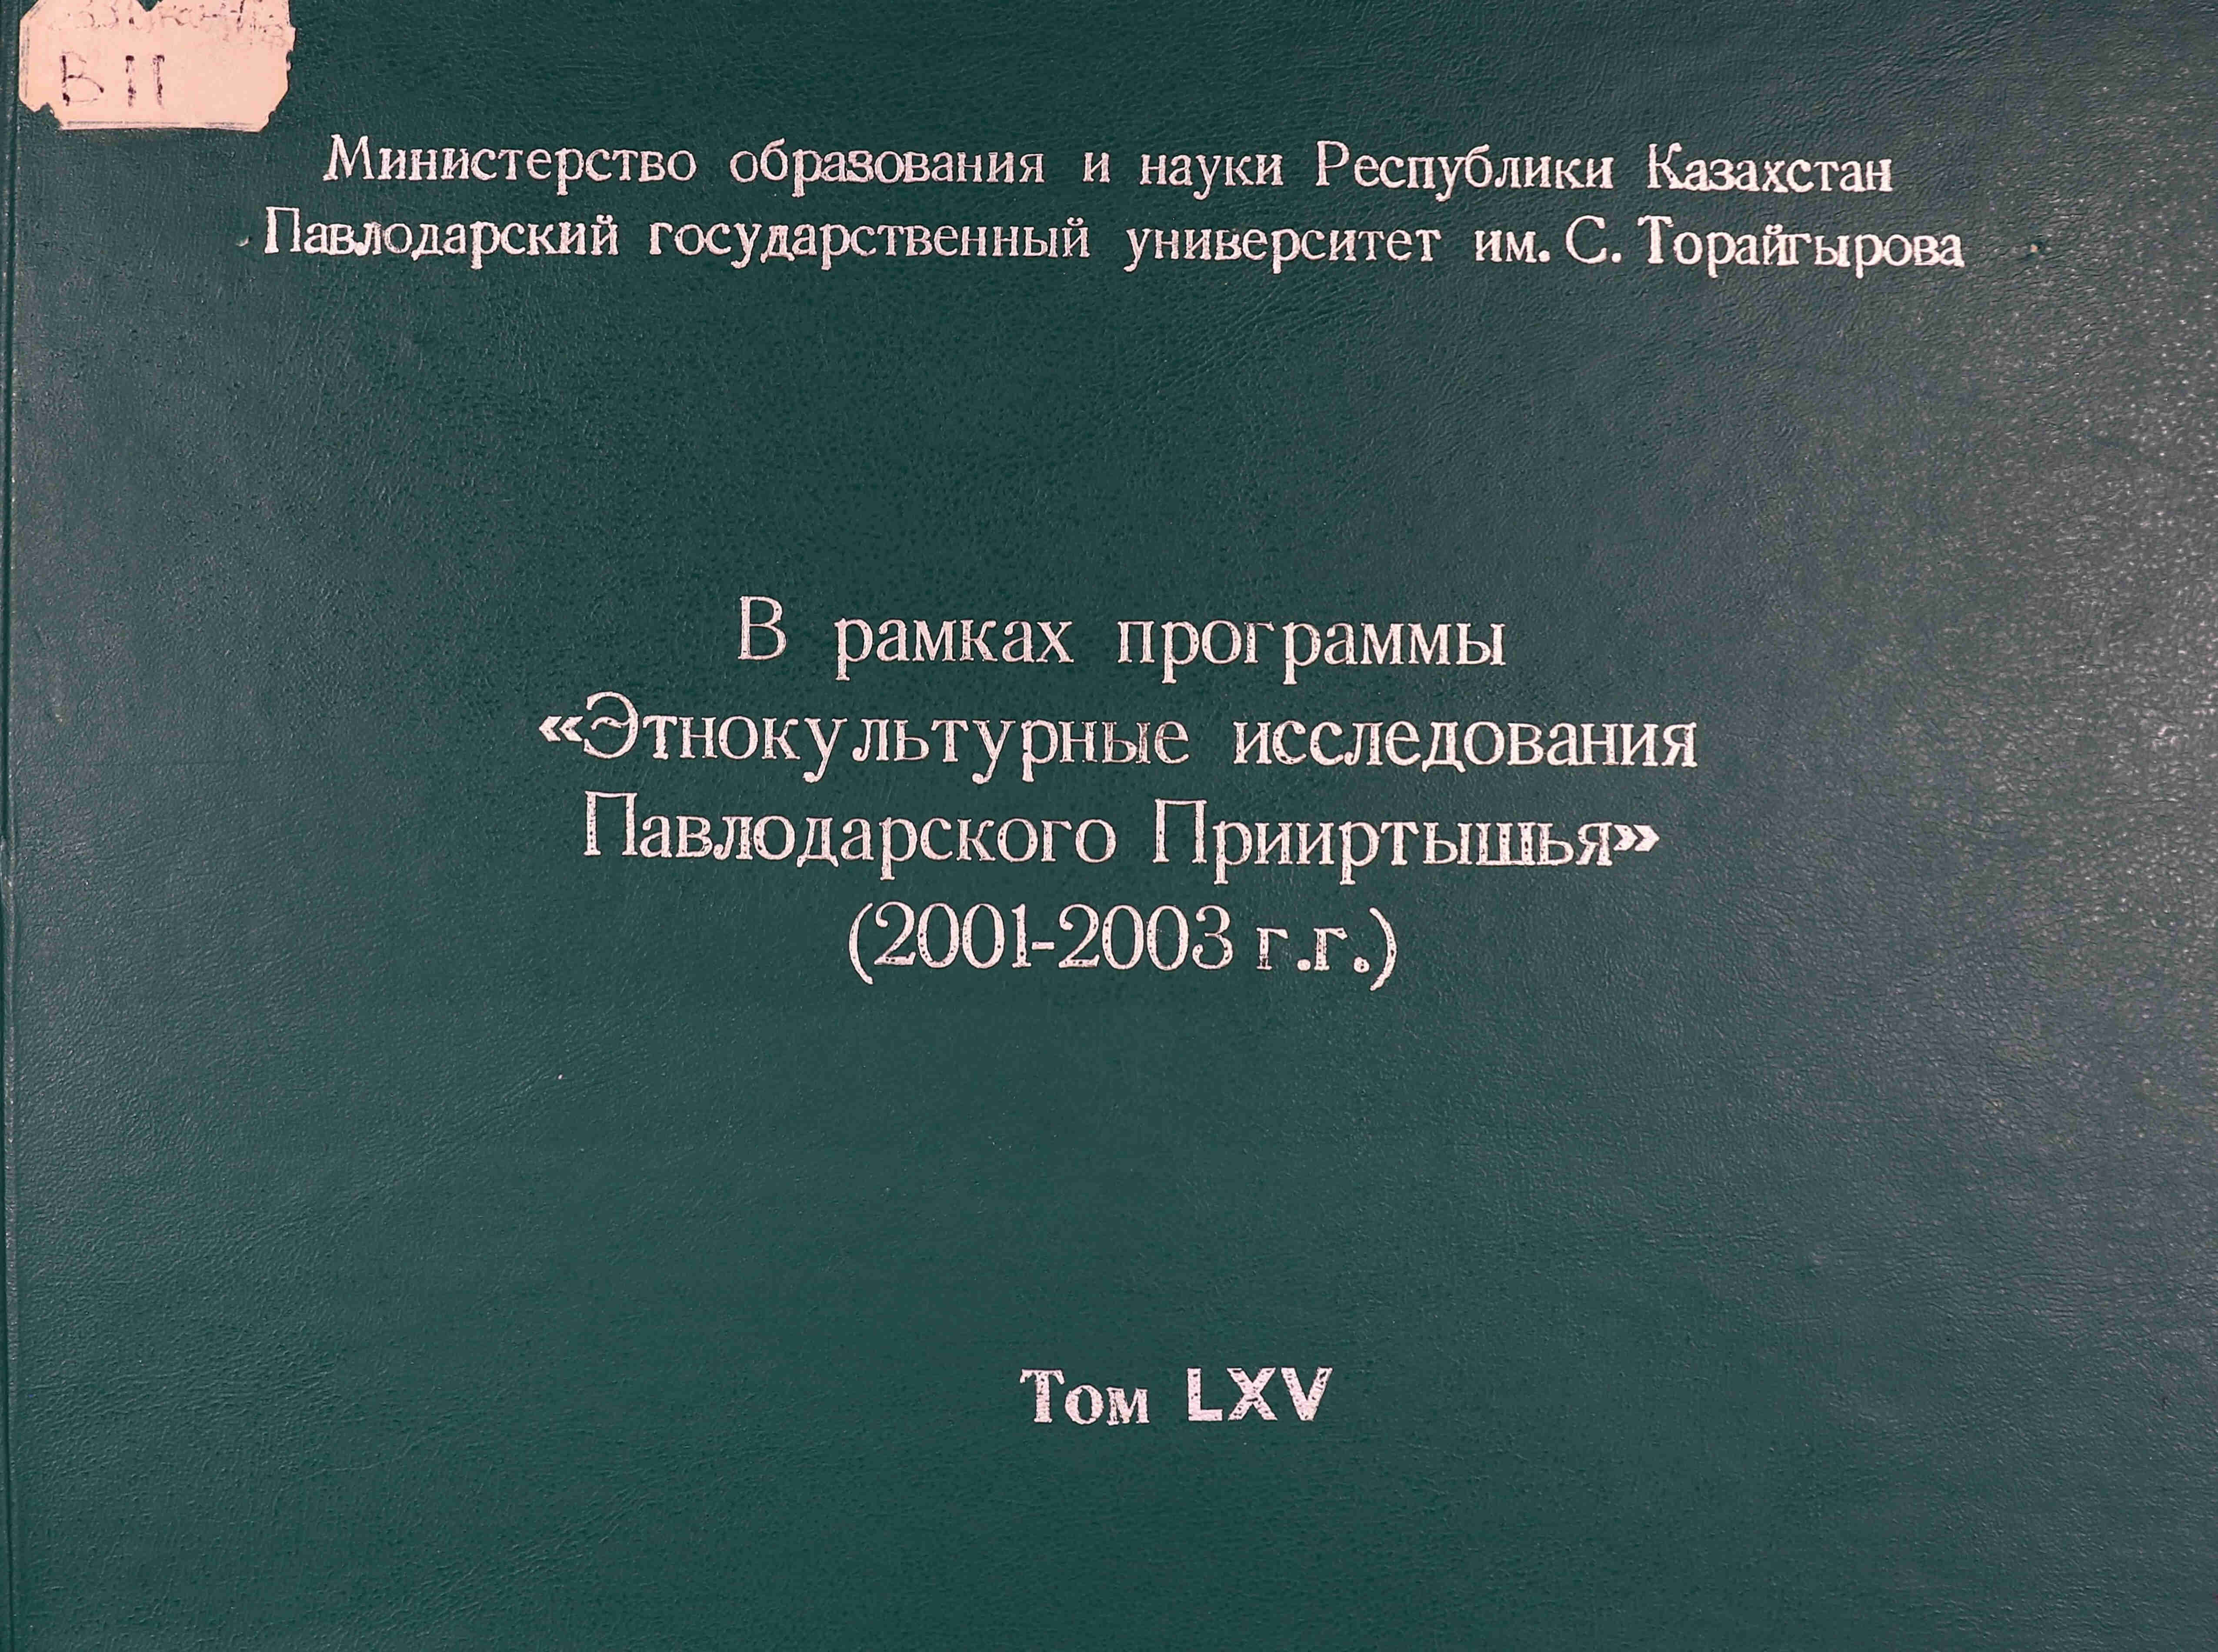 В 11
Министерство образования и науки Республики Казахстан
Павлодарский государственный университет им. С. Торайгырова
В рамках программы
«Этнокультурные исследования
Павлодарского Прииртышья»
(2001-2003 г.г.)
Том LXV